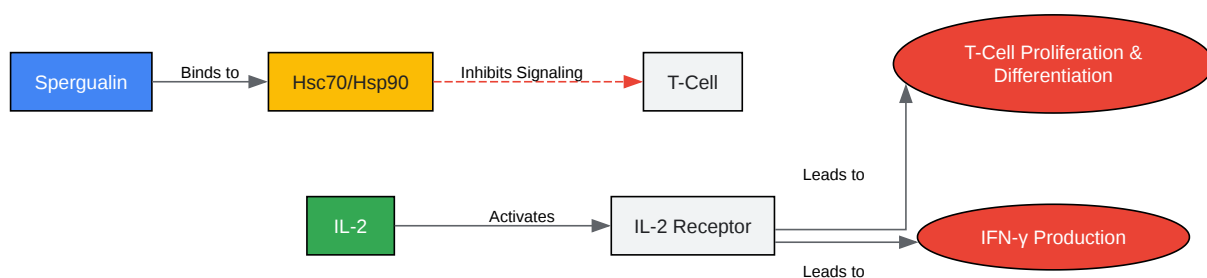 T-Cell Proliferation &
Differentiation
Spergualin
Binds to
Hsc70/Hsp90
Inhibits Signaling
T-Cell
Leads to
IL-2
Activates
IL-2 Receptor
IFN-γ Production
Leads to